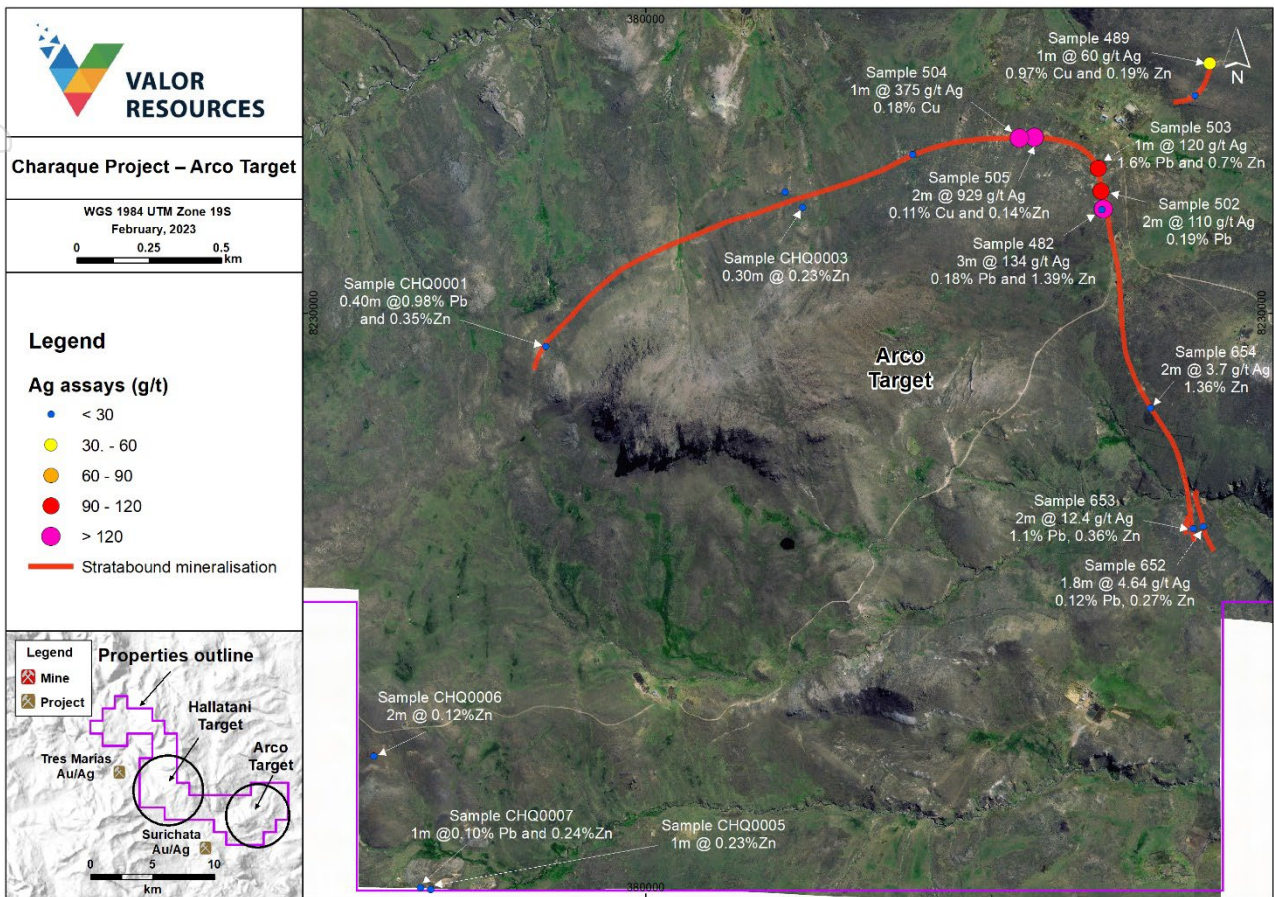 VALOR
RESOURCES
Charaque Project – Arco Target
WGS 1984 UTM Zone 19S
February, 2023
0 0.25 0.5
km
Legend
Ag assays (g/t)
< 30
30. - 60
60 - 90
90 - 120
> 120
Stratabound mineralisation
Legend
Mine
Project
Properties outline
Hallatani
Target
Arco
Target
Tres Marias
Au/Ag
Surichata
Au/Ag
0 5 10
km
380000
Sample 489
1m @ 60 g/t Ag
0.97% Cu and 0.19% Zn
N
Sample 504
1m @ 375 g/t Ag
0.18% Cu
Sample 503
1m @ 120 g/t Ag
1.6% Pb and 0.7% Zn
Sample 505
2m @ 929 g/t Ag
0.11% Cu and 0.14%Zn
Sample 502
2m @ 110 g/t Ag
0.19% Pb
Sample 482
3m @ 134 g/t Ag
0.18% Pb and 1.39% Zn
Sample CHQ0003
0.30m @ 0.23%Zn
Sample CHQ0001
0.40m @0.98% Pb
and 0.35%Zn
8230000
8230000
Arco
Target
Sample 654
2m @ 3.7 g/t Ag
1.36% Zn
Sample 653
2m @ 12.4 g/t Ag
1.1% Pb, 0.36% Zn
Sample 652
1.8m @ 4.64 g/t Ag
0.12% Pb, 0.27% Zn
Sample CHQ0006
2m @ 0.12%Zn
Sample CHQ0007
1m @0.10% Pb and 0.24%Zn
Sample CHQ0005
1m @ 0.23%Zn
380000